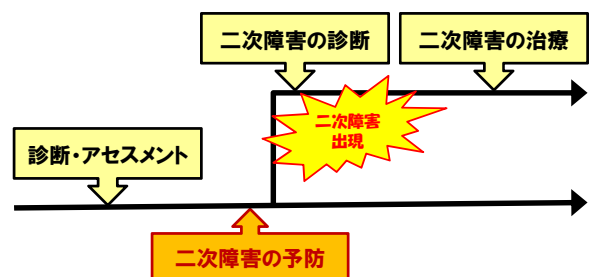 二次障害の診断
二次障害の治療
二次障害
出現
診断・アセスメント
二次障害の予防